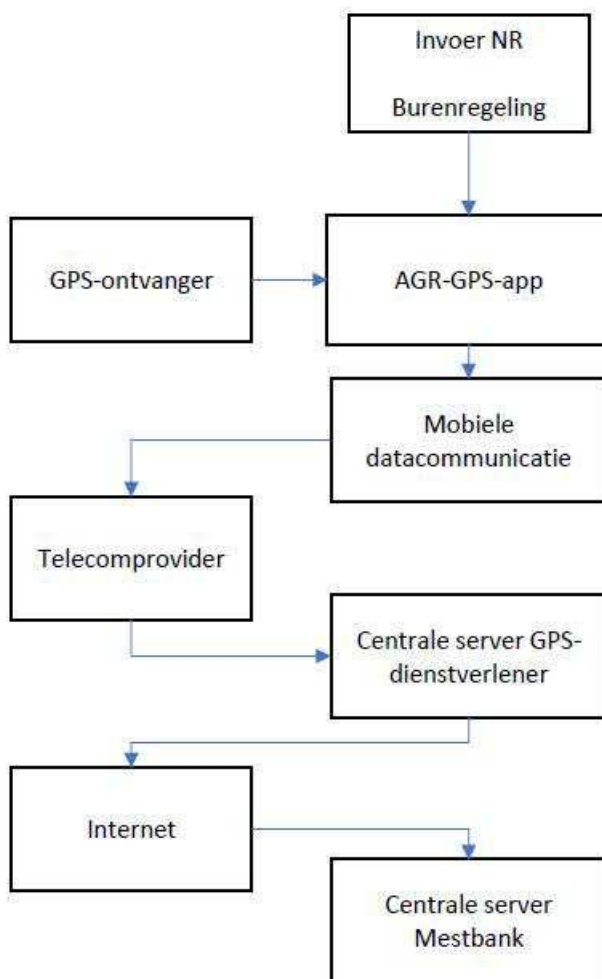 Invoer NR
Burenregeling
GPS-ontvanger
AGR-GPS-app
Mobiele
datacommunicatie
Telecomprovider
Centrale server GPS-
dienstverlener
Internet
Centrale server
Mestbank